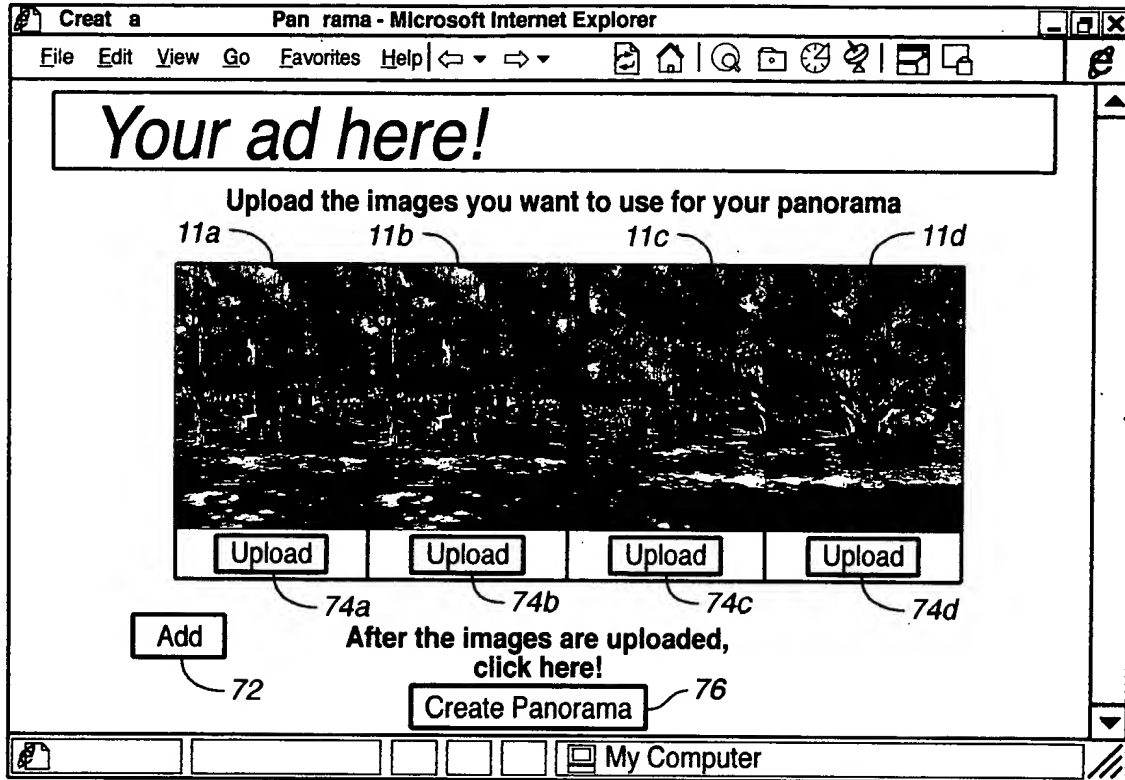 Creat a Pan rama - Microsoft Internet Explorer
File Edit View Go Favorites Help
Your ad here!
Upload the images you want to use for your panorama
11a 11b 11c 11d
Upload Upload Upload Upload
74a 74b 74c 74d
Add
72
After the images are uploaded,
click here!
76
Create Panorama
My Computer